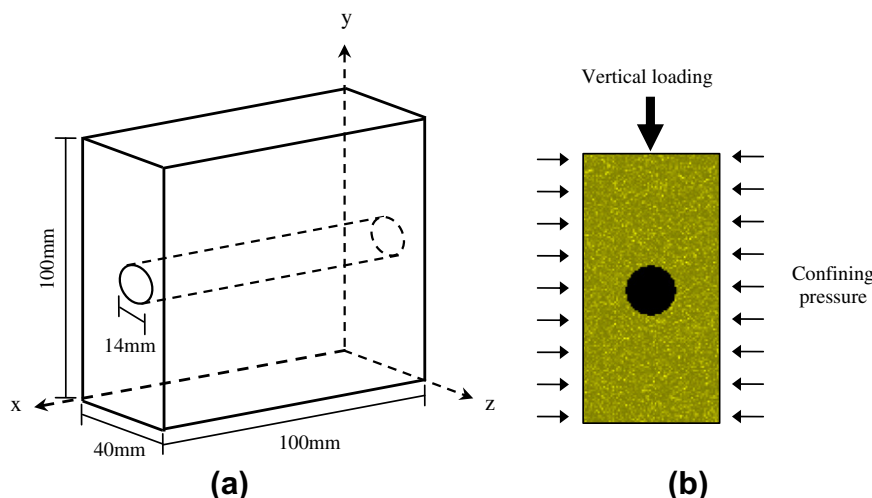 y
100mm
14mm
x
z
40mm
100mm
(a)
Vertical loading
Confining
pressure
(b)